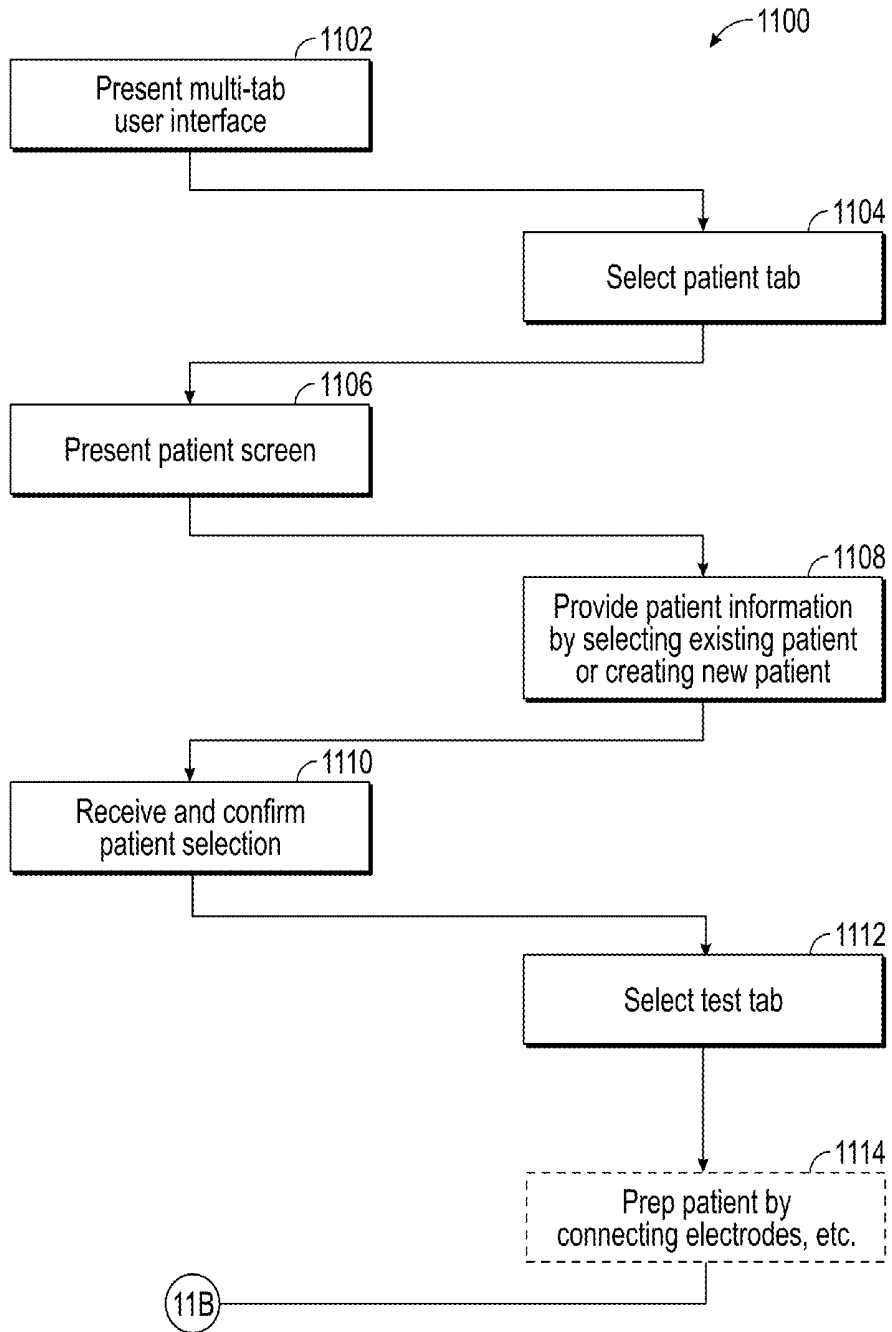 1100
1102
Present multi-tab
user interface
1104
Select patient tab
1106
Present patient screen
1108
Provide patient information
by selecting existing patient
or creating new patient
1110
Receive and confirm
patient selection
1112
Select test tab
1114
Prep patient by
connecting electrodes, etc.
11B